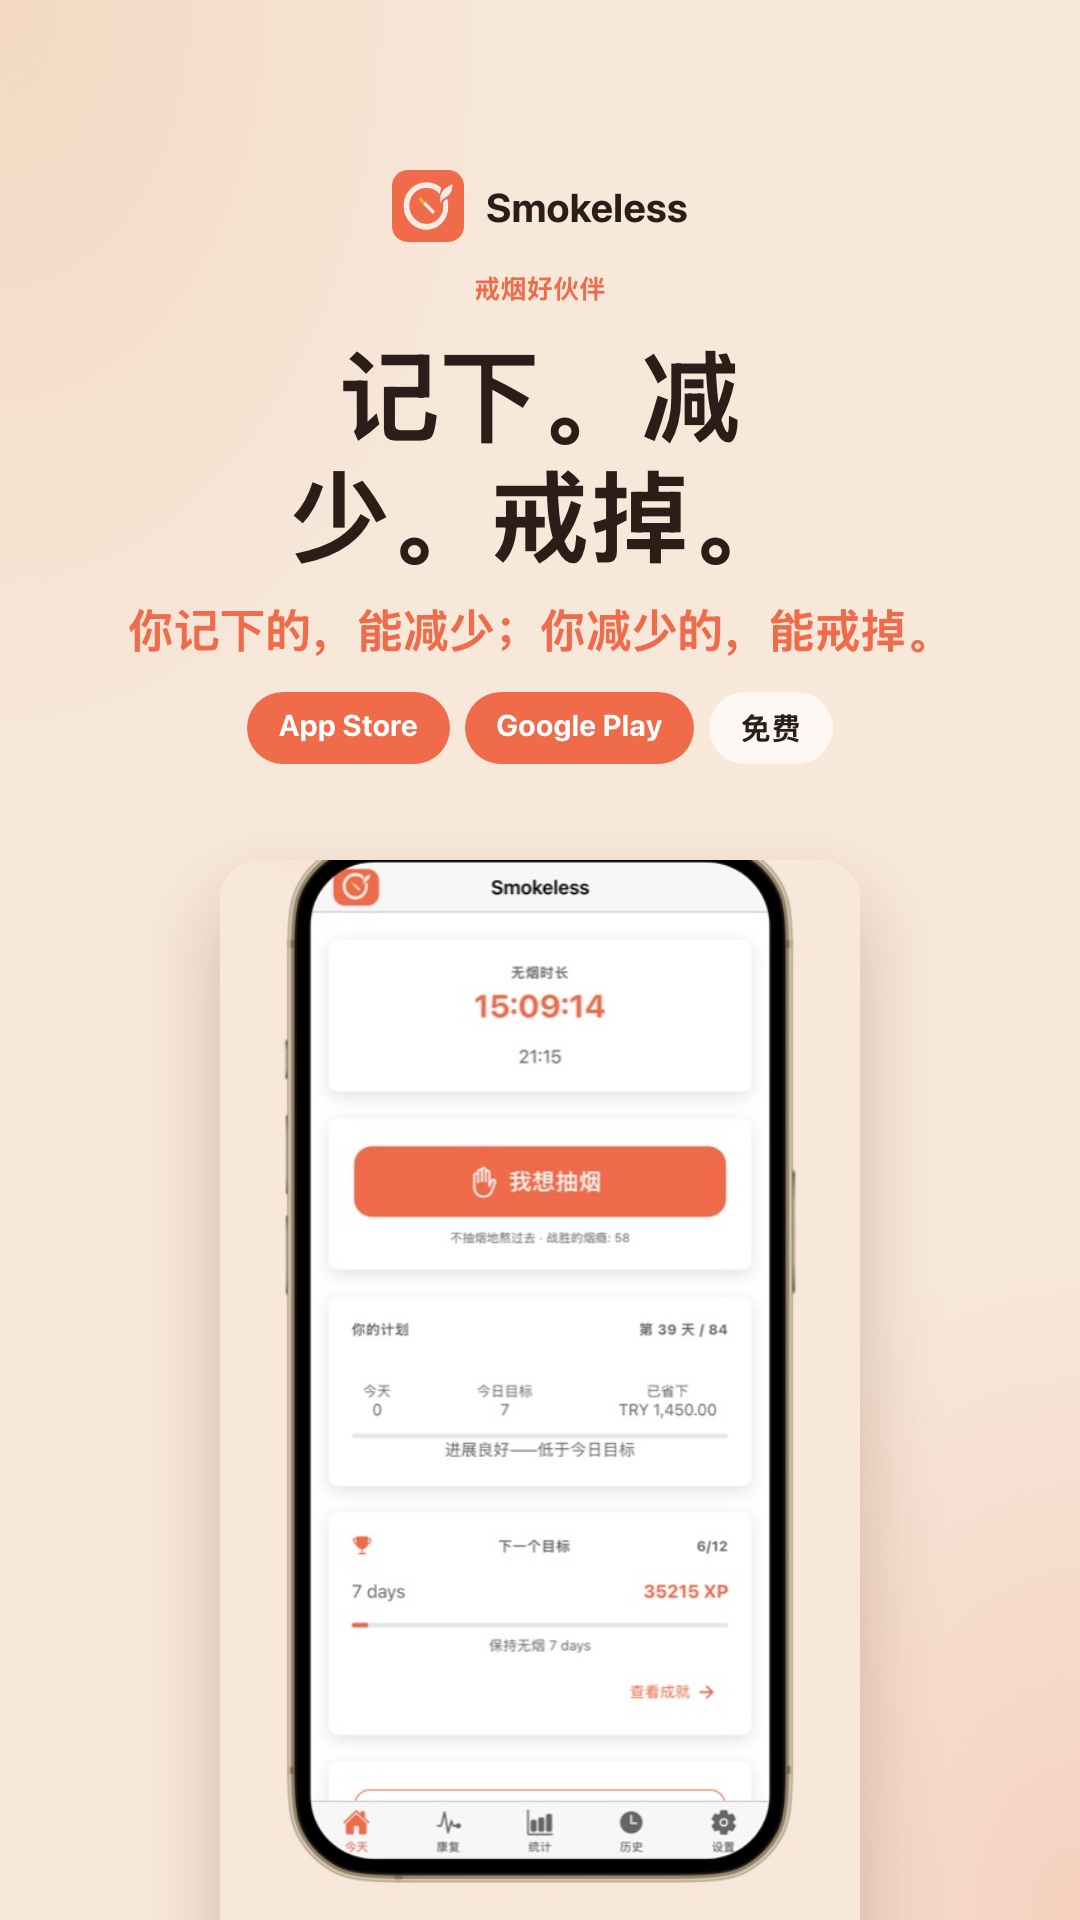 Smokeless
戒烟好伙伴
记下。减
少。戒掉。
你记下的，能减少；你减少的，能戒掉。
App Store
Google Play
免费
Smokeless
无烟时长
15:09:14
21:15
我想抽烟
不抽烟地熬过去 · 战胜的烟瘾: 58
你的计划
第 39 天 / 84
今天
今日目标
已省下
0
7
TRY 1,450.00
进展良好——低于今日目标
下一个目标
6/12
7 days
35215 XP
保持无烟 7 days
查看成就 →
今天
康复
统计
历史
设置